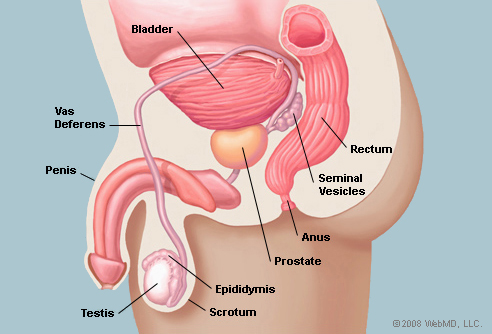 Bladder
Vas
Deferens
Penis
Rectum
Seminal
Vesicles
Anus
Prostate
Epididymis
Testis
Scrotum
©2008 WebMD, LLC.